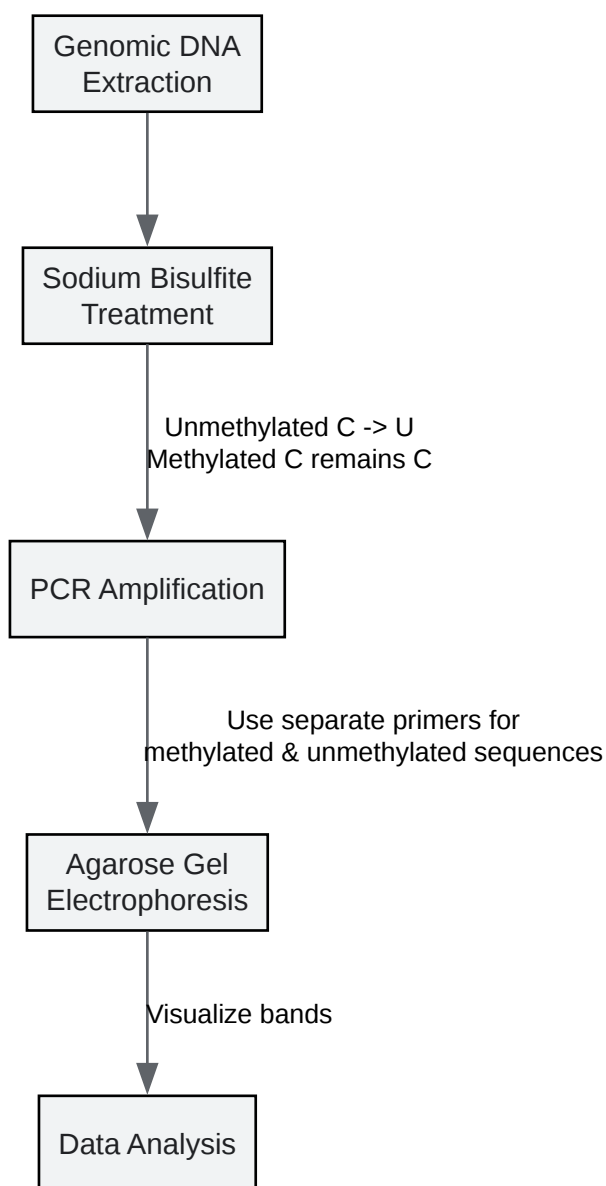 Genomic DNA
Extraction
Sodium Bisulfite
Treatment
Unmethylated C -> U
Methylated C remains C
PCR Amplification
Use separate primers for
methylated & unmethylated sequences
Agarose Gel
Electrophoresis
Visualize bands
Data Analysis